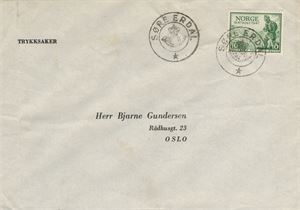 SØRE ERDAL
SØRE ERDAL
NORGE
TRYKKSAKER
Herr Bjarne Gundersen
Rådhusgt. 23
OSLO